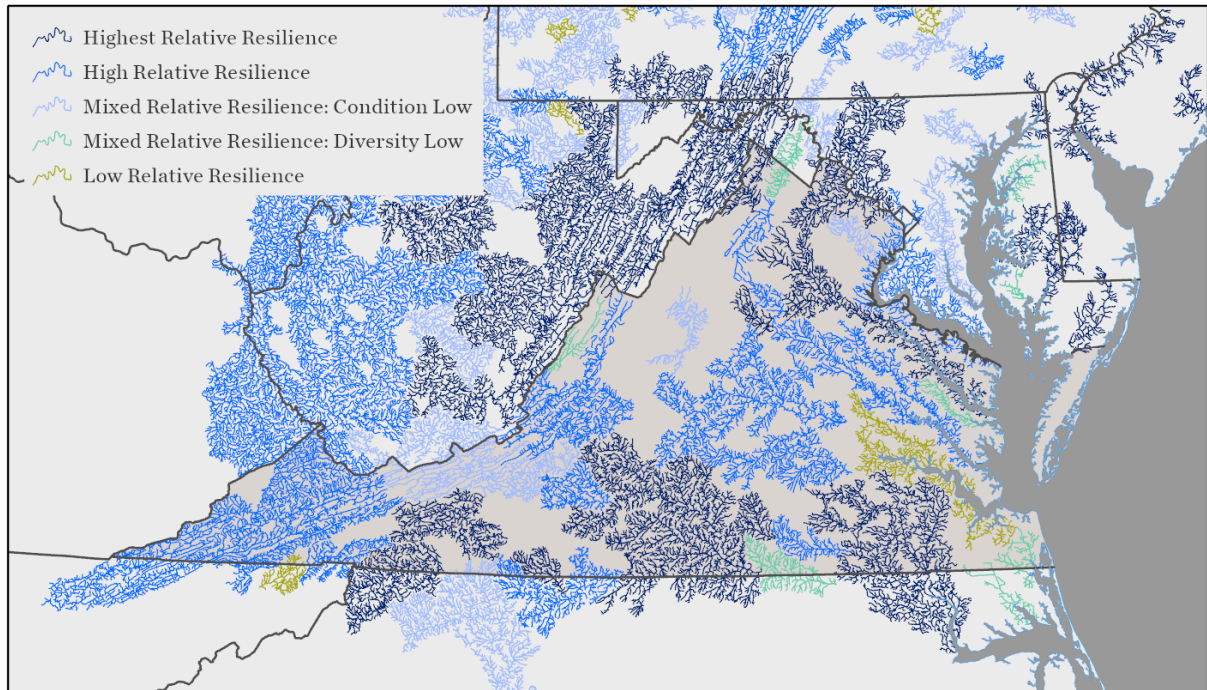 Highest Relative Resilience
High Relative Resilience
Mixed Relative Resilience: Condition Low
Mixed Relative Resilience: Diversity Low
Low Relative Resilience